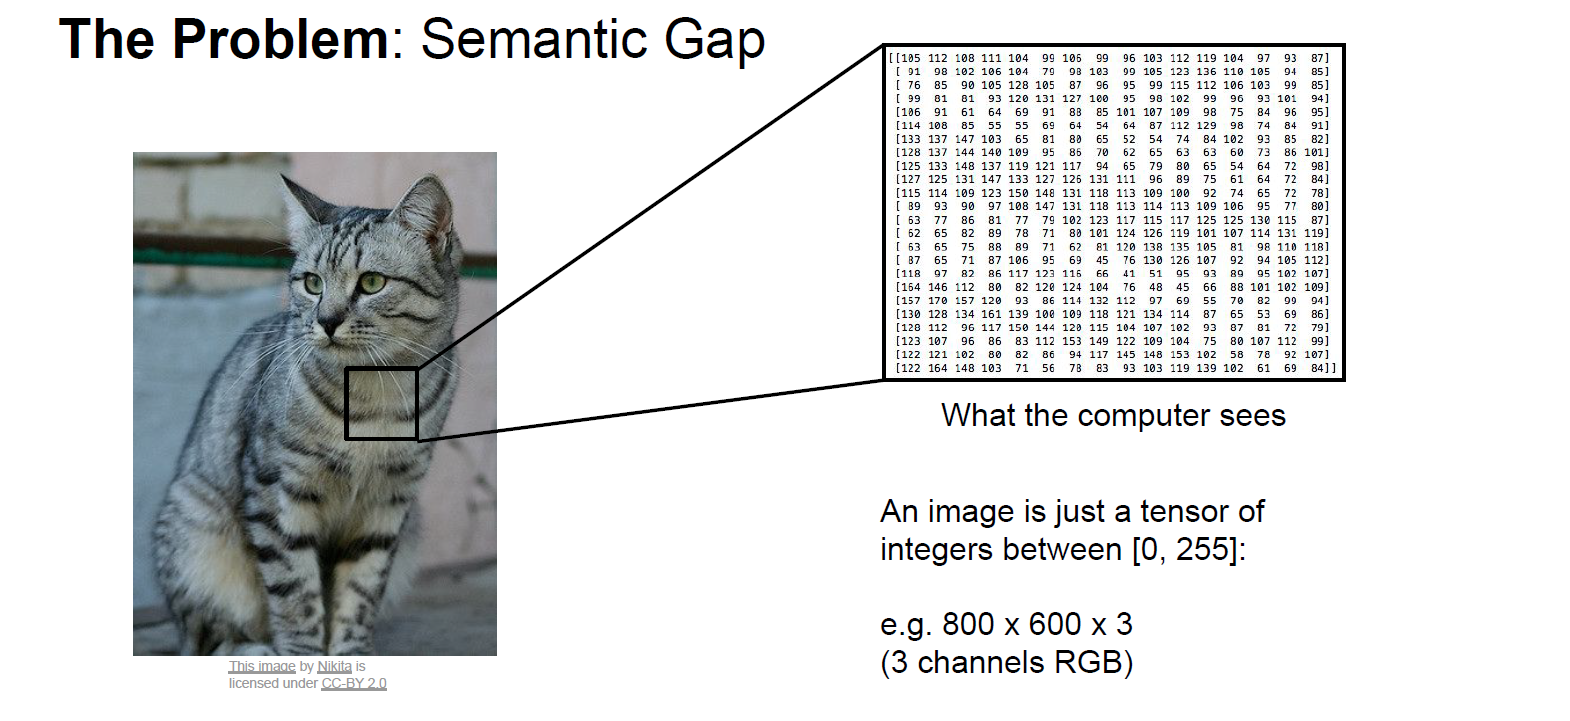 The Problem: Semantic Gap
[[105 112 108 111 104 99 106 99 96 103 112 119 104 97 93 87]
[ 91 98 102 106 104 79 98 103 99 105 123 136 110 105 94 85]
[ 76 85 90 105 128 105 87 96 95 99 115 112 106 103 99 85]
[ 99 81 81 93 120 131 127 100 95 98 102 99 96 93 101 94]
[106 91 61 64 69 91 88 85 101 107 109 98 75 84 96 95]
[114 108 85 55 55 69 64 54 64 87 112 129 98 74 84 91]
[133 137 147 103 65 81 80 65 52 54 74 84 102 93 85 82]
[128 137 144 140 109 95 86 70 62 65 63 63 60 73 86 101]
[125 133 148 137 119 121 117 94 65 79 80 65 54 64 72 98]
[127 125 131 147 133 127 126 131 111 96 89 75 61 64 72 84]
[115 114 109 123 150 148 131 118 113 109 100 92 74 65 72 78]
[ 89 93 90 97 108 147 131 118 113 114 113 109 106 95 77 80]
[ 63 77 86 81 77 79 102 123 117 115 117 125 125 130 115 87]
[ 62 65 82 89 78 71 80 101 124 126 119 101 107 114 131 119]
[ 63 65 75 88 89 71 62 81 120 138 135 105 81 98 110 118]
[ 87 65 71 87 106 95 69 45 76 130 126 107 92 94 105 112]
[118 97 82 86 117 123 116 66 41 51 95 93 89 95 102 107]
[164 146 112 80 82 120 124 104 76 48 45 66 88 101 102 109]
[157 170 157 120 93 86 114 132 112 97 69 55 70 82 99 94]
[130 128 134 161 139 100 109 118 121 134 114 87 65 53 69 86]
[128 112 96 117 150 144 120 115 104 107 102 93 87 81 72 79]
[123 107 96 86 83 112 153 149 122 109 104 75 80 107 112 99]
[122 121 102 80 82 86 94 117 145 148 153 102 58 78 92 107]
[122 164 148 103 71 56 78 83 93 103 119 139 102 61 69 84]]
What the computer sees
An image is just a tensor of
integers between [0, 255]:
e.g. 800 x 600 x 3
(3 channels RGB)
This image by Nikita is
licensed under CC-BY 2.0